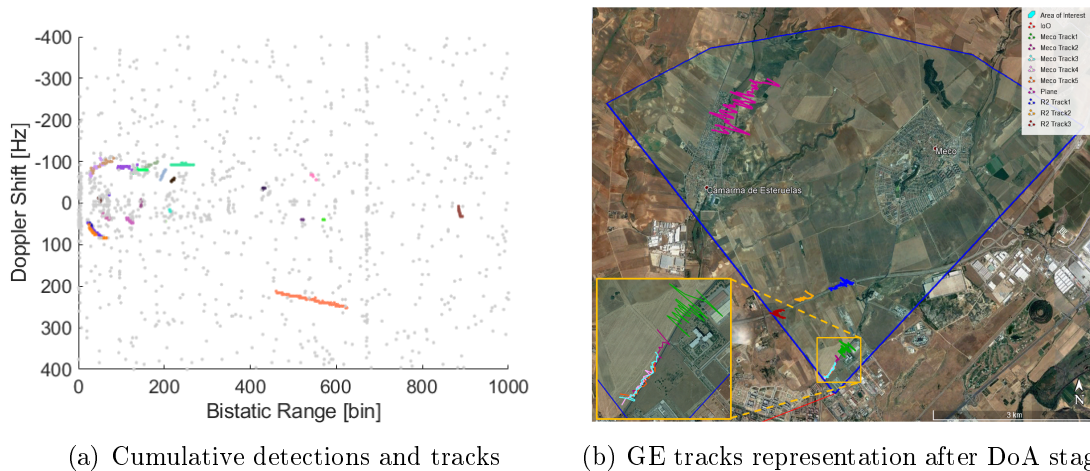 -400
-300
-200
-100
0
100
200
300
400
Doppler Shift [Hz]
0
200
400
600
800
1000
Bistatic Range [bin]
(a) Cumulative detections and tracks
Area of Interest
IoO
Meco Track1
Meco Track2
Meco Track3
Meco Track4
Meco Track5
Plane
R2 Track1
R2 Track2
R2 Track3
Meco
Camarma de Esteruelas
3 km
N
(b) GE tracks representation after DoA stag